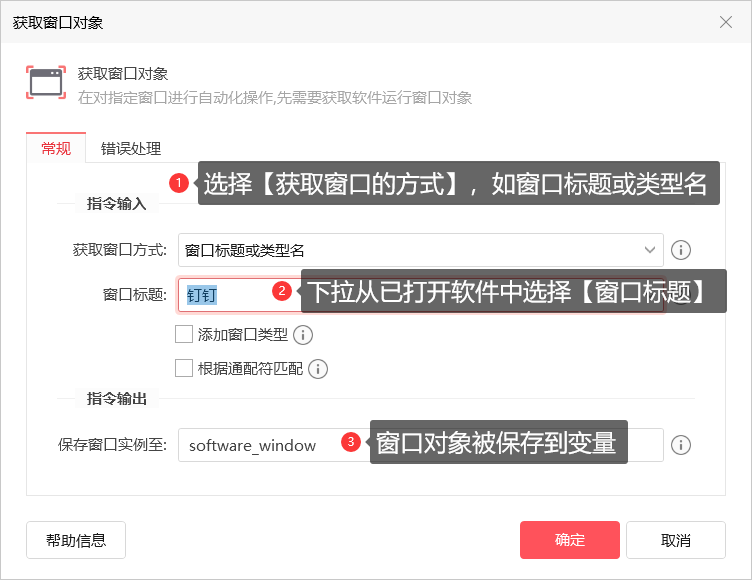 获取窗口对象
获取窗口对象
在对指定窗口进行自动化操作,先需要获取软件运行窗口对象
常规 错误处理
1 选择【获取窗口的方式】，如窗口标题或类型名
指令输入
获取窗口方式: 窗口标题或类型名
窗口标题: 钉钉 2 下拉从已打开软件中选择【窗口标题】
添加窗口类型
根据通配符匹配
指令输出
保存窗口实例至: software_window 3 窗口对象被保存到变量
帮助信息 确定 取消